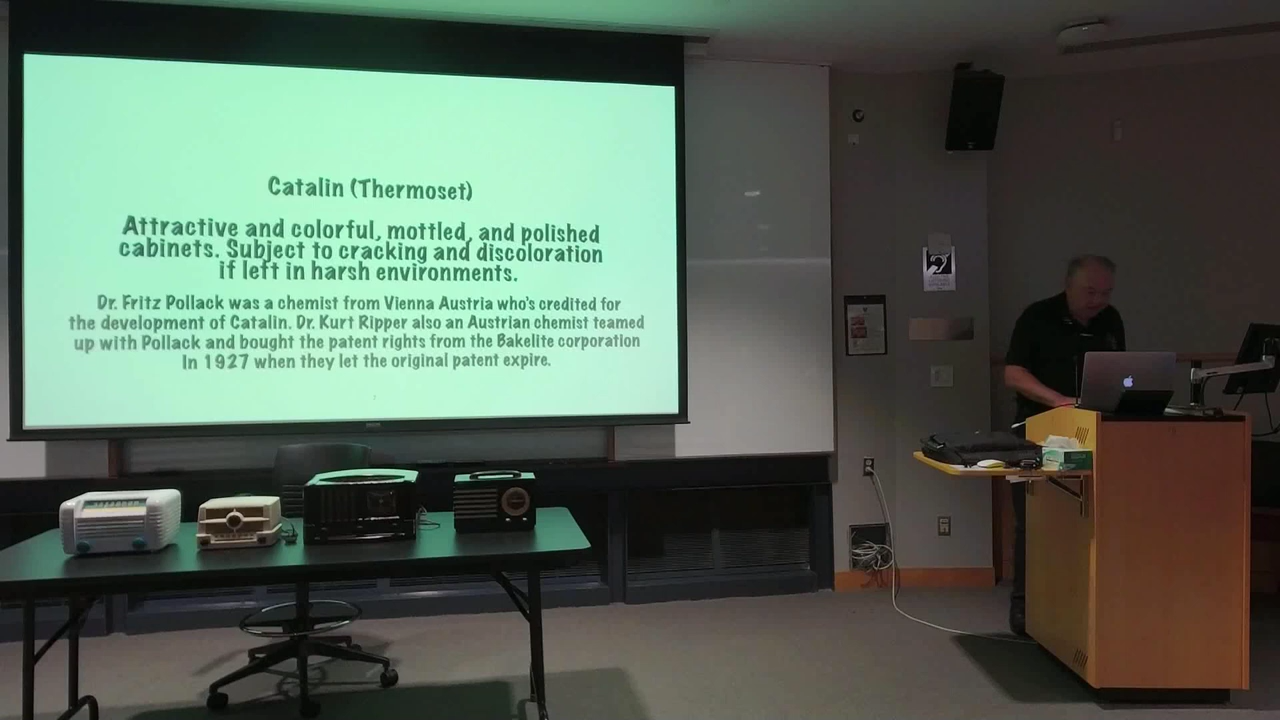 Catalin (Thermoset)
Attractive and colorful, mottled, and polished
cabinets. Subject to cracking and discoloration
if left in harsh environments.
Dr. Fritz Pollack was a chemist from Vienna Austria who's credited for
the development of Catalin. Dr. Kurt Ripper also an Austrian chemist teamed
up with Pollack and bought the patent rights from the Bakelite corporation
In 1927 when they let the original patent expire.